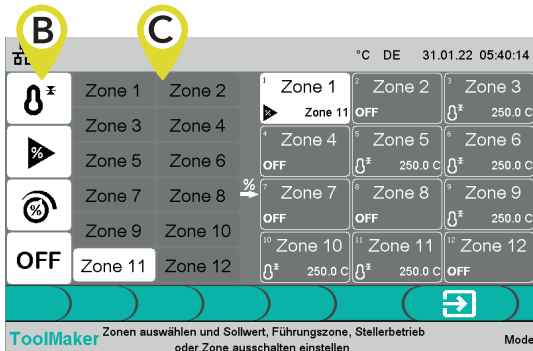 B
C
°C DE 31.01.22 05:40:14
Zone 1 Zone 2
Zone 3 Zone 4
Zone 5 Zone 6
Zone 7 Zone 8
Zone 9 Zone 10
Zone 11 Zone 12
%
%
OFF
%
1 Zone 1
Zone 11
%
2 Zone 2
OFF
3 Zone 3
250.0 C
4 Zone 4
OFF
5 Zone 5
250.0 C
6 Zone 6
250.0 C
7 Zone 7
OFF
8 Zone 8
OFF
9 Zone 9
250.0 C
10 Zone 10
250.0 C
11 Zone 11
250.0 C
12 Zone 12
OFF
ToolMaker
Zonen auswählen und Sollwert, Führungszone, Stellerbetrieb
oder Zone ausschalten einstellen
Mode